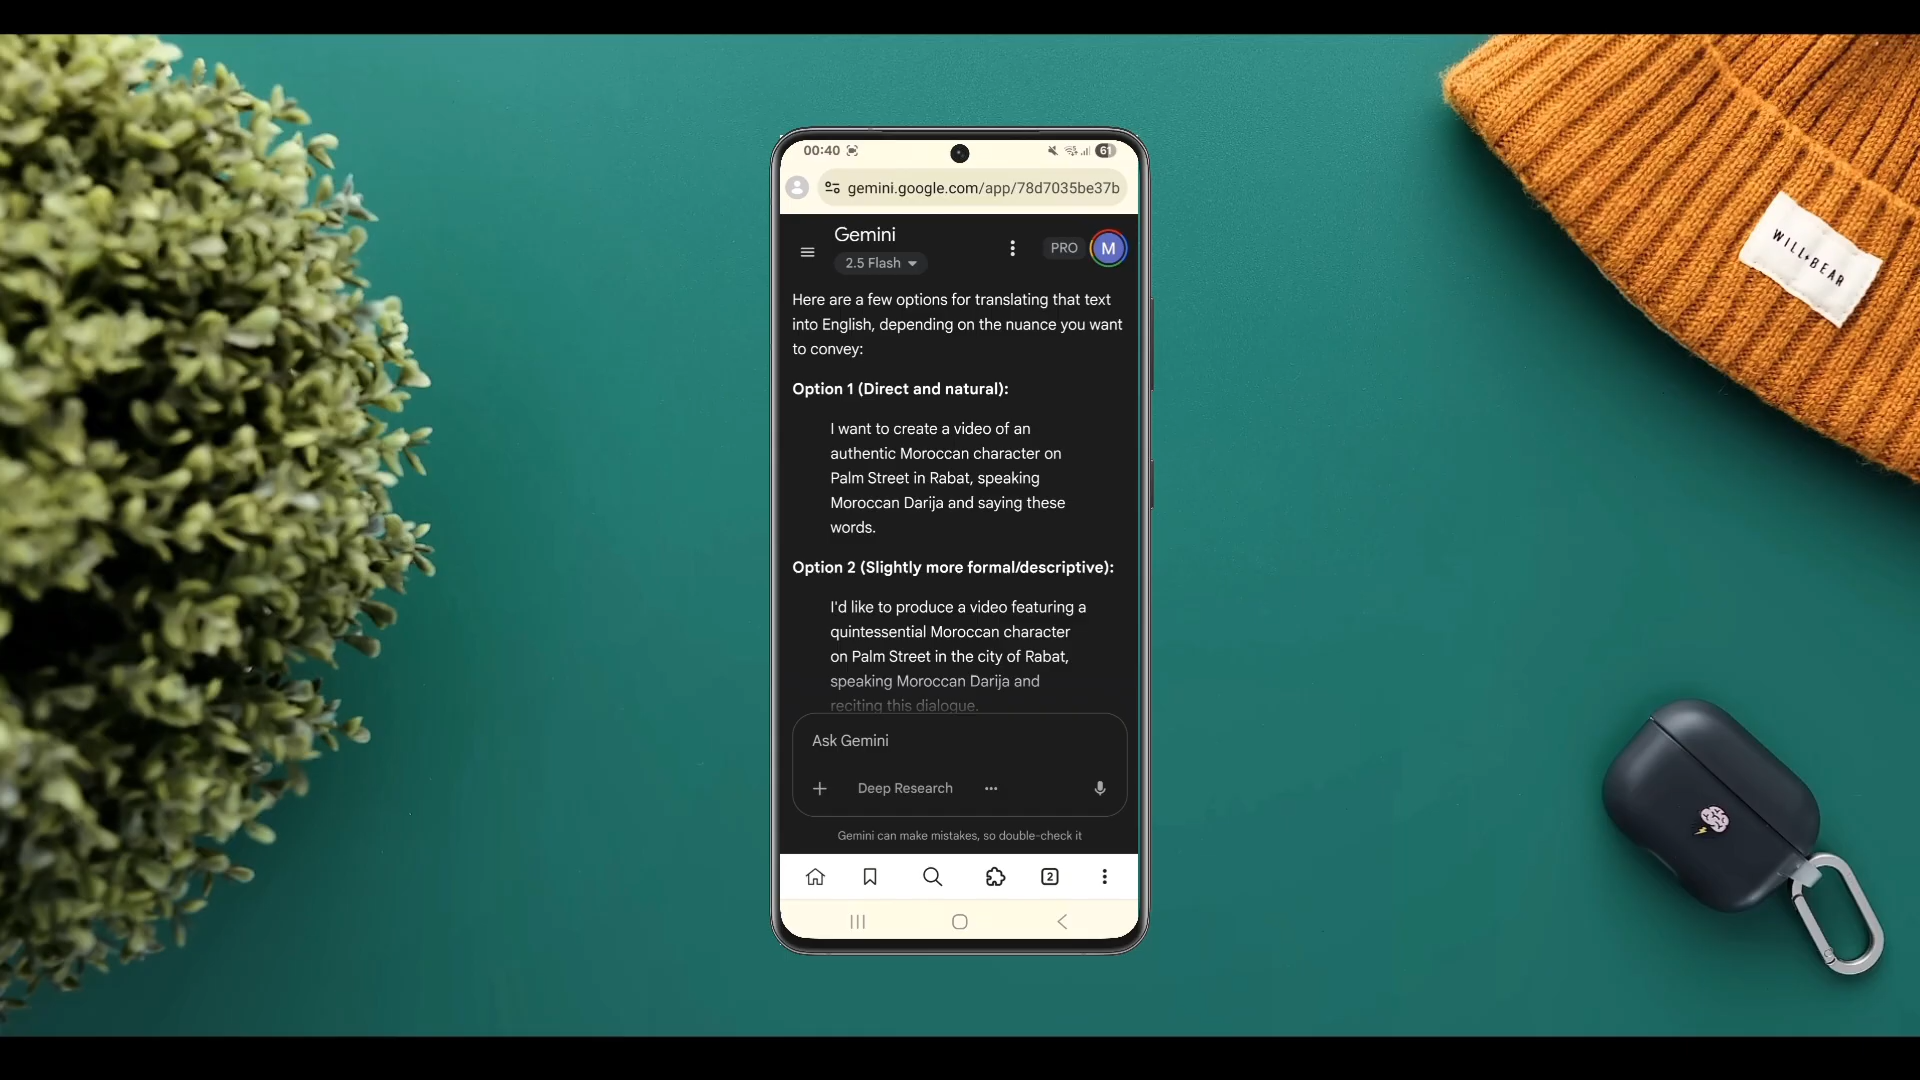 00:40
61
gemini.google.com/app/78d7035be37b
Gemini
2.5 Flash
PRO
M
Here are a few options for translating that text
into English, depending on the nuance you want
to convey:
Option 1 (Direct and natural):
I want to create a video of an
authentic Moroccan character on
Palm Street in Rabat, speaking
Moroccan Darija and saying these
words.
Option 2 (Slightly more formal/descriptive):
I'd like to produce a video featuring a
quintessential Moroccan character
on Palm Street in the city of Rabat,
speaking Moroccan Darija and
reciting this dialogue.
Ask Gemini
Deep Research
Gemini can make mistakes, so double-check it
2
WILL BEAR